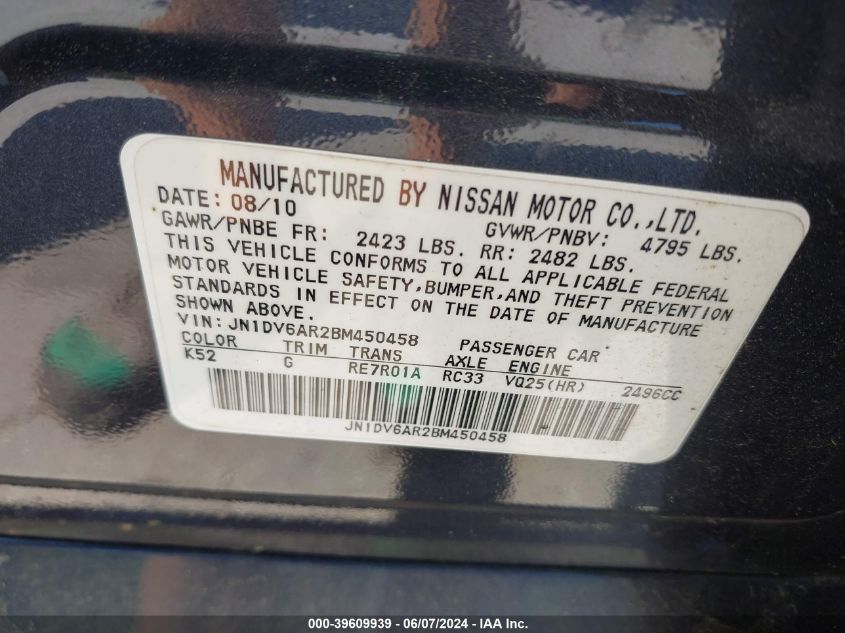 MANUFACTURED BY NISSAN MOTOR CO.,LTD.
DATE: 08/10 GVWR/PNBV: 4795 LBS.
GAWR/PNBE FR: 2423 LBS. RR: 2482 LBS.
THIS VEHICLE CONFORMS TO ALL APPLICABLE FEDERAL
MOTOR VEHICLE SAFETY,BUMPER,AND THEFT PREVENTION
STANDARDS IN EFFECT ON THE DATE OF MANUFACTURE
SHOWN ABOVE.
VIN: JN1DV6AR2BM450458 PASSENGER CAR
COLOR TRIM TRANS AXLE ENGINE
K52 G RE7R01A RC33 VQ25(HR) 2496CC
JN1DV6AR2BM450458
000-39609939 - 06/07/2024 - IAA Inc.